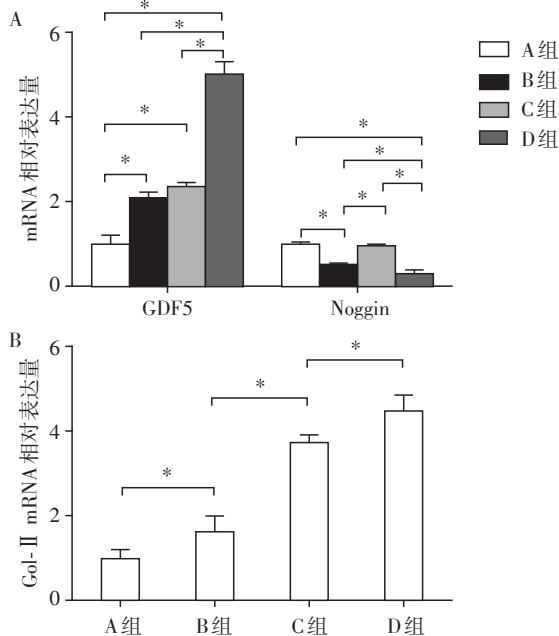 A
mRNA 相对表达量
6
4
2
0
* * * * * * * * * *
GDF5
Noggin
A组
B组
C组
D组
B
Gol-Ⅱ mRNA 相对表达量
6
4
2
0
* * *
A组 B组 C组 D组